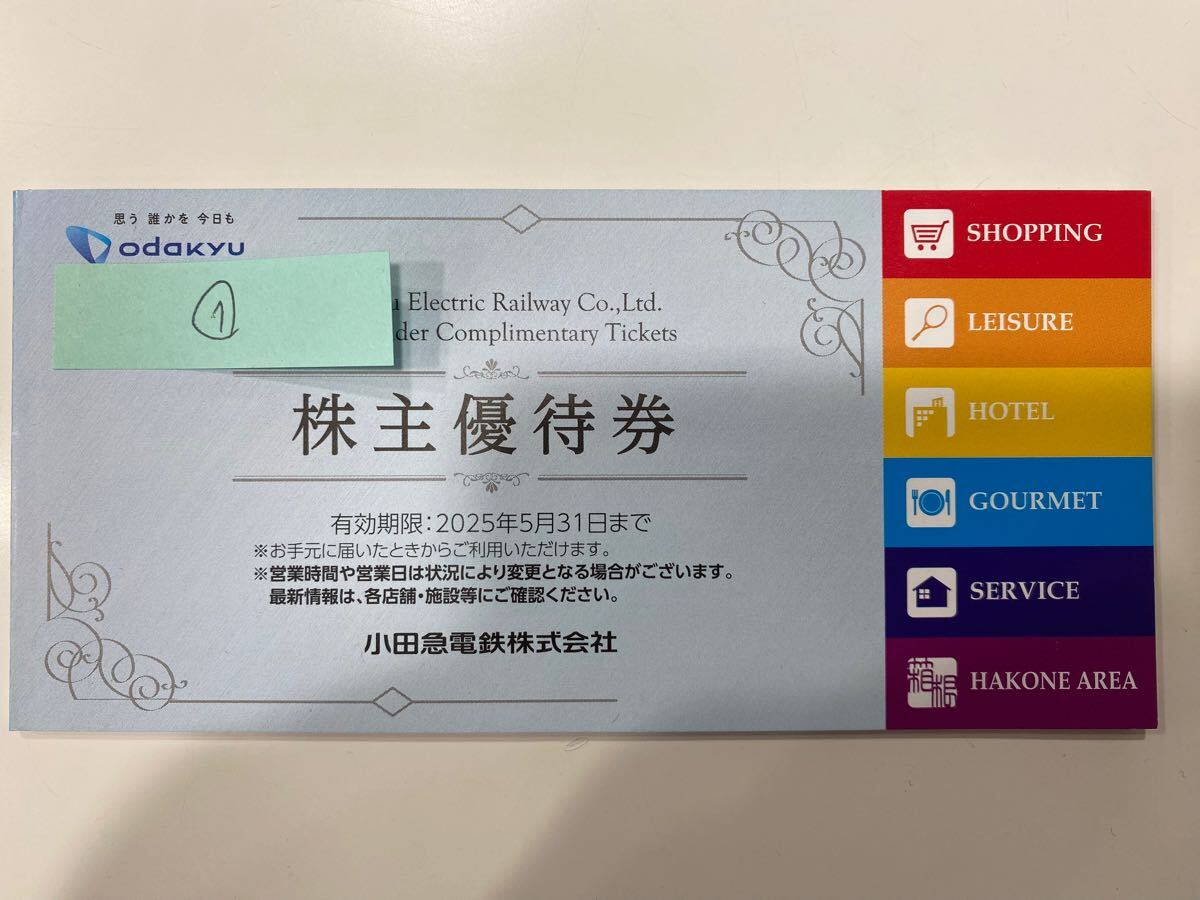 思う 誰かを 今日も
odakyu
①
Electric Railway Co.,Ltd.
Complimentary Tickets
株主優待券
有効期限：2025年5月31日まで
※お手元に届いたときからご利用いただけます。
※営業時間や営業日は状況により変更となる場合がございます。
最新情報は、各店舗・施設等にご確認ください。
小田急電鉄株式会社
SHOPPING
LEISURE
HOTEL
GOURMET
SERVICE
箱根
HAKONE AREA